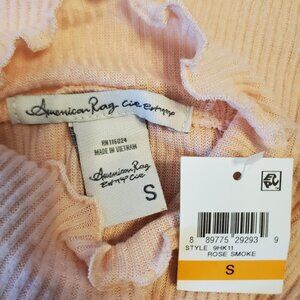 American Rag Cie Est1984
RN 116024
MADE IN VIETNAM
American Rag
Cie
S
8 89775 29293 9
STYLE 9HK11
ROSE SMOKE
S